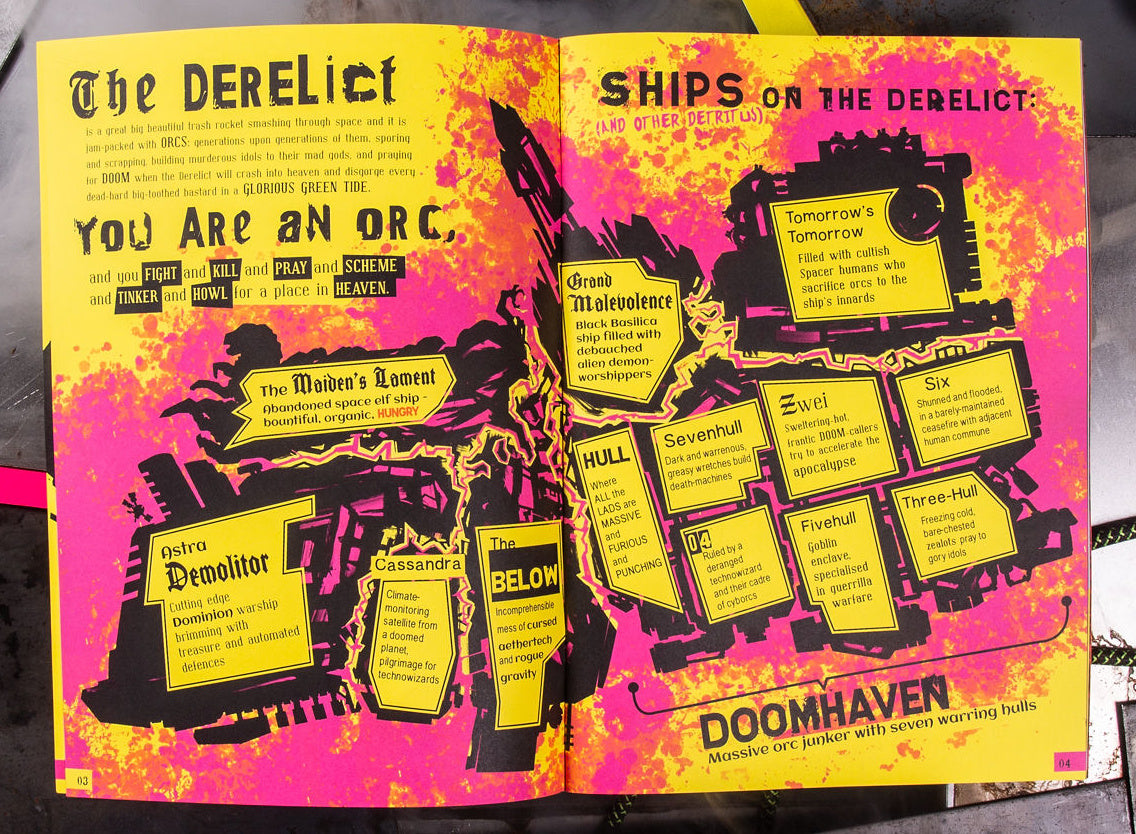 The DERELict
is a great big beautiful trash rocket smashing through space and it is
jam-packed with ORCS: generations upon generations of them, sporing
and scrapping, building murderous idols to their mad gods, and praying
for DOOM when the Derelict will crash into heaven and disgorge every
dead-hard big-toothed bastard in a GLORIOUS GREEN TIDE.
YOU ARe aN ORC,
and you FIGHT and KILL and PRAY and SCHEME
and TINKER and HOWL for a place in HEAVEN.
The Maiden's Lament
Abandoned space elf ship -
bountiful, organic, HUNGRY
Astra
Demolitor
Cutting edge
Dominion warship
brimming with
treasure and automated
defences
Cassandra
Climate-
monitoring
satellite from
a doomed
planet,
pilgrimage for
technowizards
The
BELOW
Incomprehensible
mess of cursed
aethertech
and rogue
gravity
03
SHIPS ON THE DERELICT:
(AND OTHER DETRITUS)
Tomorrow's
Tomorrow
Filled with cultish
Spacer humans who
sacrifice orcs to the
ship's innards
Grand
Malevolence
Black Basilica
ship filled with
debauched
alien demon-
worshippers
HULL
Where
ALL the
LADS are
MASSIVE
and
FURIOUS
and
PUNCHING
Sevenhull
Dark and warrenous,
greasy wretches build
death-machines
Zwei
Sweltering-hot,
frantic DOOM-callers
try to accelerate the
apocalypse
Six
Shunned and flooded,
in a barely-maintained
ceasefire with adjacent
human commune
04
Ruled by a
deranged
technowizard
and their cadre
of cyborcs
Fivehull
Goblin
enclave,
specialised
in guerrilla
warfare
Three-Hull
Freezing cold,
bare-chested
zealots pray to
gory idols
DOOMHAVEN
Massive orc junker with seven warring hulls
04